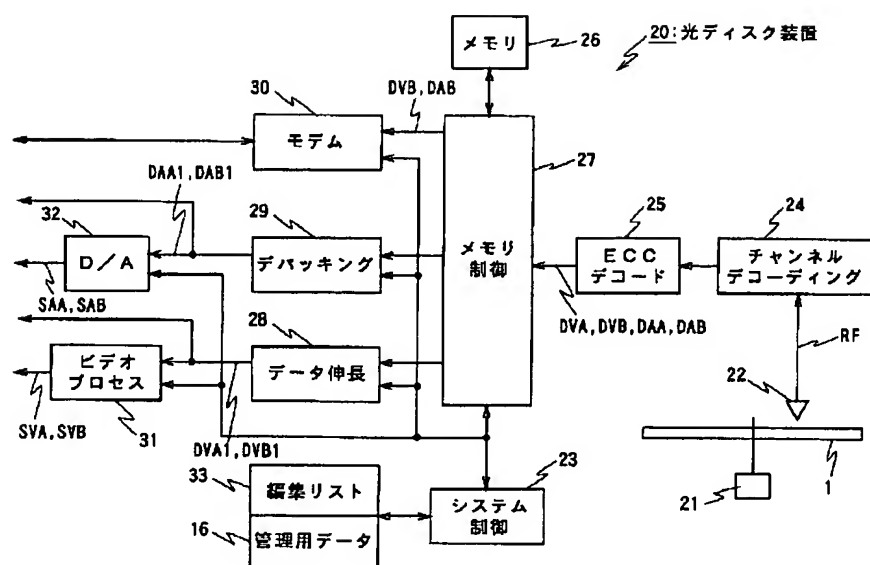 メモリ
26
20:光ディスク装置
30
DVB,DAB
モデム
27
DAA1,DAB1
32
29
25
24
D/A
デパッキング
メモリ
制御
ECC
デコード
チャンネル
デコーディング
SAA,SAB
DVA,DVB,DAA,DAB
28
RF
ビデオ
プロセス
データ伸長
22
SVA,SVB
31
DVA1,DVB1
23
1
33
編集リスト
システム
制御
21
16
管理用データ